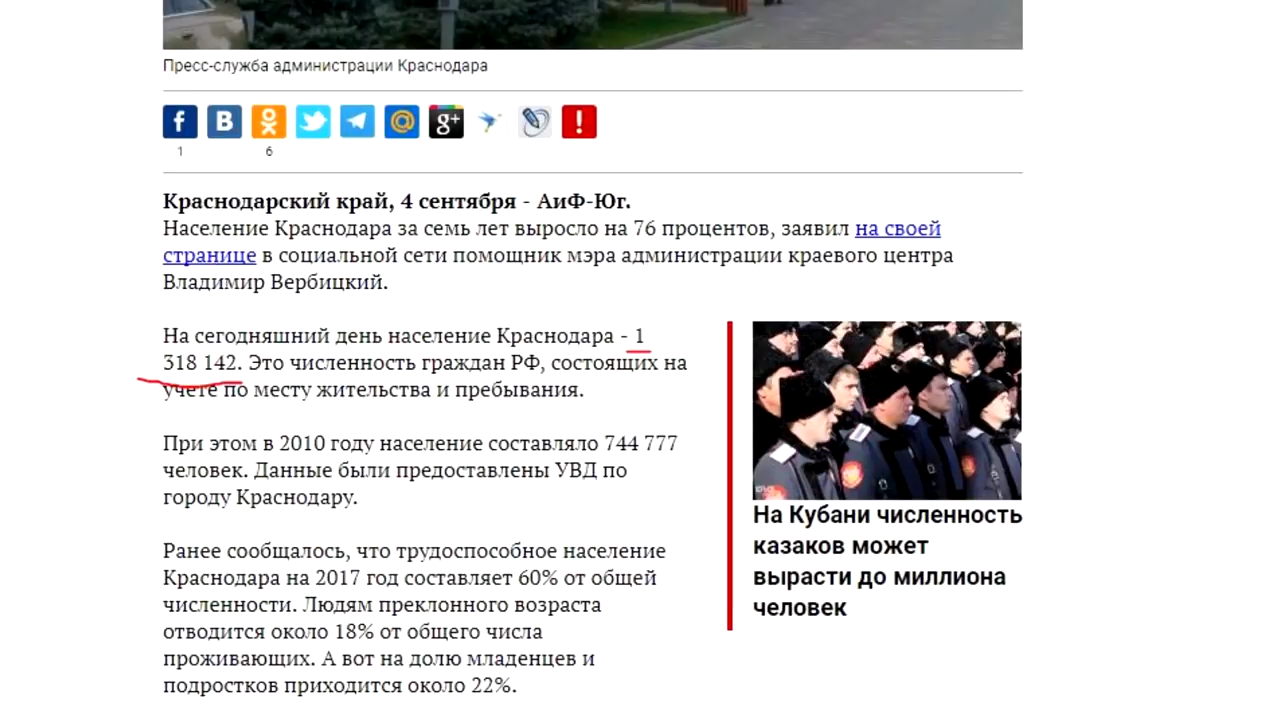 Пресс-служба администрации Краснодара
1
6
Краснодарский край, 4 сентября - АиФ-Юг.
Население Краснодара за семь лет выросло на 76 процентов, заявил на своей
странице в социальной сети помощник мэра администрации краевого центра
Владимир Вербицкий.
На сегодняшний день население Краснодара - 1
318 142. Это численность граждан РФ, состоящих на
учете по месту жительства и пребывания.
При этом в 2010 году население составляло 744 777
человек. Данные были предоставлены УВД по
городу Краснодару.
Ранее сообщалось, что трудоспособное население
Краснодара на 2017 год составляет 60% от общей
численности. Людям преклонного возраста
отводится около 18% от общего числа
проживающих. А вот на долю младенцев и
подростков приходится около 22%.
На Кубани численность
казаков может
вырасти до миллиона
человек